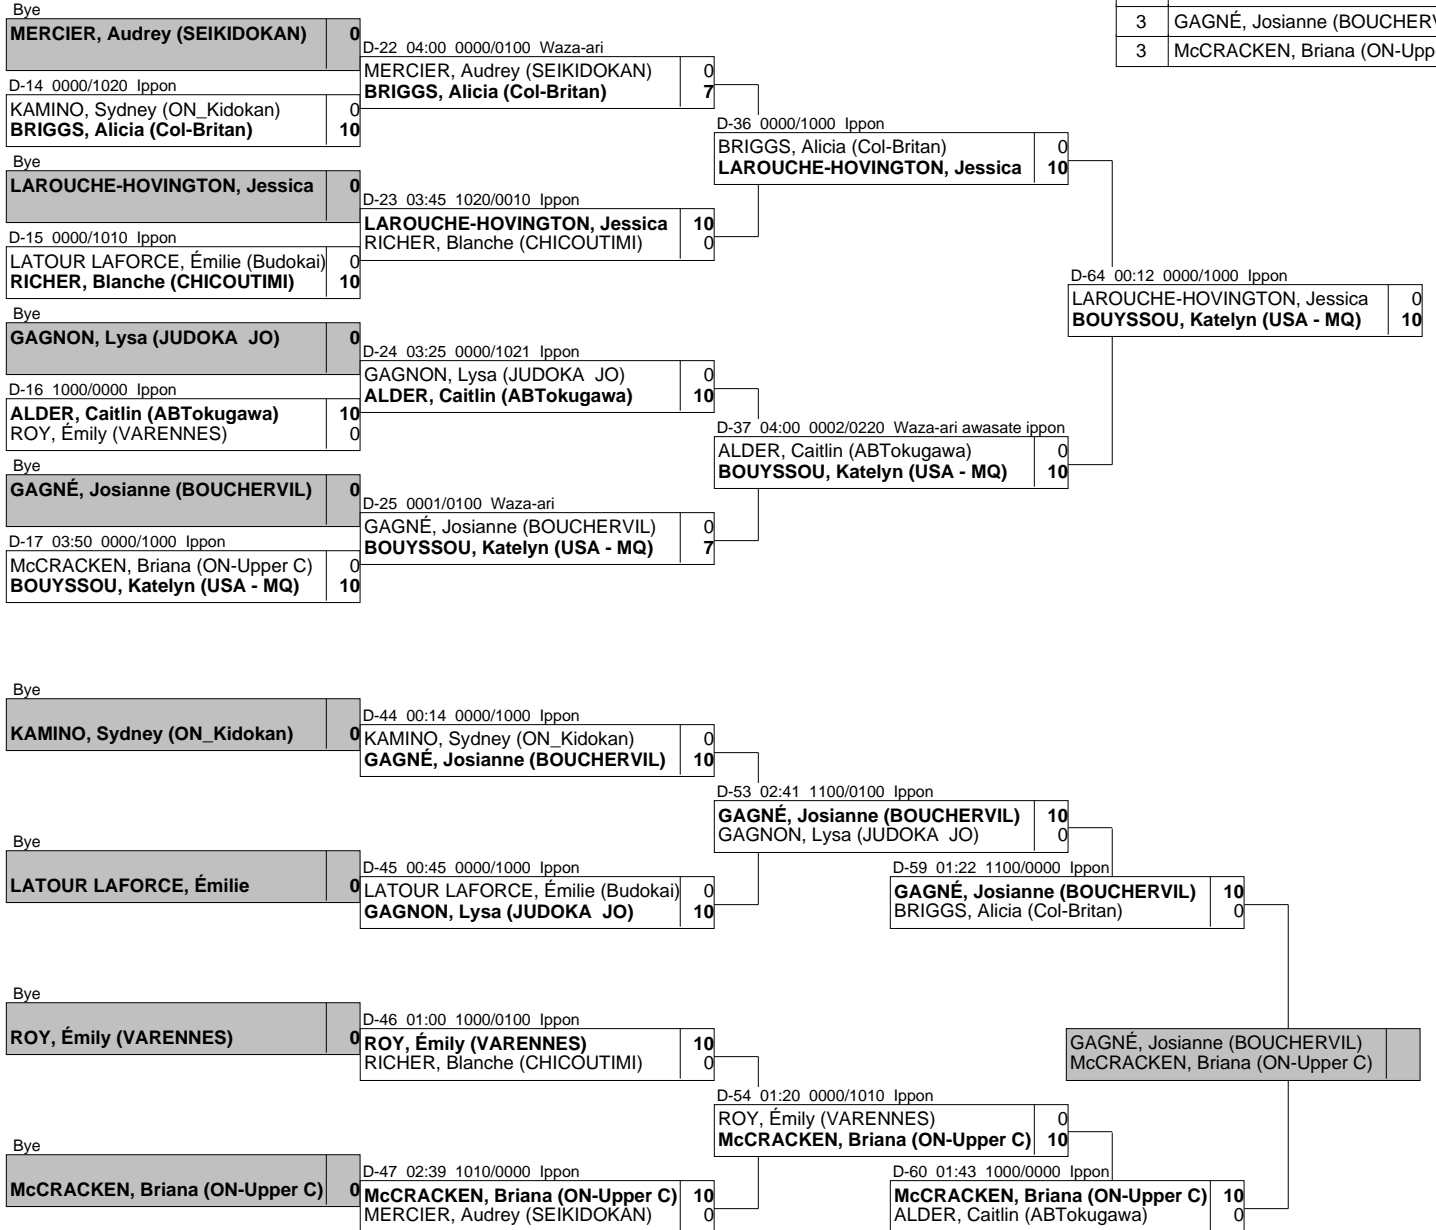 3 GAGNÉ, Josianne (BOUCHERV
3 McCRACKEN, Briana (ON-Upp
Bye
MERCIER, Audrey (SEIKIDOKAN) 0
D-14 0000/1020 Ippon
KAMINO, Sydney (ON_Kidokan) 0
BRIGGS, Alicia (Col-Britan) 10
Bye
LAROUCHE-HOVINGTON, Jessica 0
D-15 0000/1010 Ippon
LATOUR LAFORCE, Émilie (Budokai) 0
RICHER, Blanche (CHICOUTIMI) 10
Bye
GAGNON, Lysa (JUDOKA JO) 0
D-16 1000/0000 Ippon
ALDER, Caitlin (ABTokugawa) 10
ROY, Émily (VARENNES) 0
Bye
GAGNÉ, Josianne (BOUCHERVIL) 0
D-17 03:50 0000/1000 Ippon
McCRACKEN, Briana (ON-Upper C) 0
BOUYSSOU, Katelyn (USA - MQ) 10
D-22 04:00 0000/0100 Waza-ari
MERCIER, Audrey (SEIKIDOKAN) 0
BRIGGS, Alicia (Col-Britan) 7
D-23 03:45 1020/0010 Ippon
LAROUCHE-HOVINGTON, Jessica 10
RICHER, Blanche (CHICOUTIMI) 0
D-24 03:25 0000/1021 Ippon
GAGNON, Lysa (JUDOKA JO) 0
ALDER, Caitlin (ABTokugawa) 10
D-25 0001/0100 Waza-ari
GAGNÉ, Josianne (BOUCHERVIL) 0
BOUYSSOU, Katelyn (USA - MQ) 7
D-36 0000/1000 Ippon
BRIGGS, Alicia (Col-Britan) 0
LAROUCHE-HOVINGTON, Jessica 10
D-37 04:00 0002/0220 Waza-ari awasate ippon
ALDER, Caitlin (ABTokugawa) 0
BOUYSSOU, Katelyn (USA - MQ) 10
D-64 00:12 0000/1000 Ippon
LAROUCHE-HOVINGTON, Jessica 0
BOUYSSOU, Katelyn (USA - MQ) 10
Bye
KAMINO, Sydney (ON_Kidokan) 0
Bye
LATOUR LAFORCE, Émilie 0
Bye
ROY, Émily (VARENNES) 0
Bye
McCRACKEN, Briana (ON-Upper C) 0
D-44 00:14 0000/1000 Ippon
KAMINO, Sydney (ON_Kidokan) 0
GAGNÉ, Josianne (BOUCHERVIL) 10
D-45 00:45 0000/1000 Ippon
LATOUR LAFORCE, Émilie (Budokai) 0
GAGNON, Lysa (JUDOKA JO) 10
D-46 01:00 1000/0100 Ippon
ROY, Émily (VARENNES) 10
RICHER, Blanche (CHICOUTIMI) 0
D-47 02:39 1010/0000 Ippon
McCRACKEN, Briana (ON-Upper C) 10
MERCIER, Audrey (SEIKIDOKAN) 0
D-53 02:41 1100/0100 Ippon
GAGNÉ, Josianne (BOUCHERVIL) 10
GAGNON, Lysa (JUDOKA JO) 0
D-54 01:20 0000/1010 Ippon
ROY, Émily (VARENNES) 0
McCRACKEN, Briana (ON-Upper C) 10
D-59 01:22 1100/0000 Ippon
GAGNÉ, Josianne (BOUCHERVIL) 10
BRIGGS, Alicia (Col-Britan) 0
D-60 01:43 1000/0000 Ippon
McCRACKEN, Briana (ON-Upper C) 10
ALDER, Caitlin (ABTokugawa) 0
GAGNÉ, Josianne (BOUCHERVIL)
McCRACKEN, Briana (ON-Upper C)